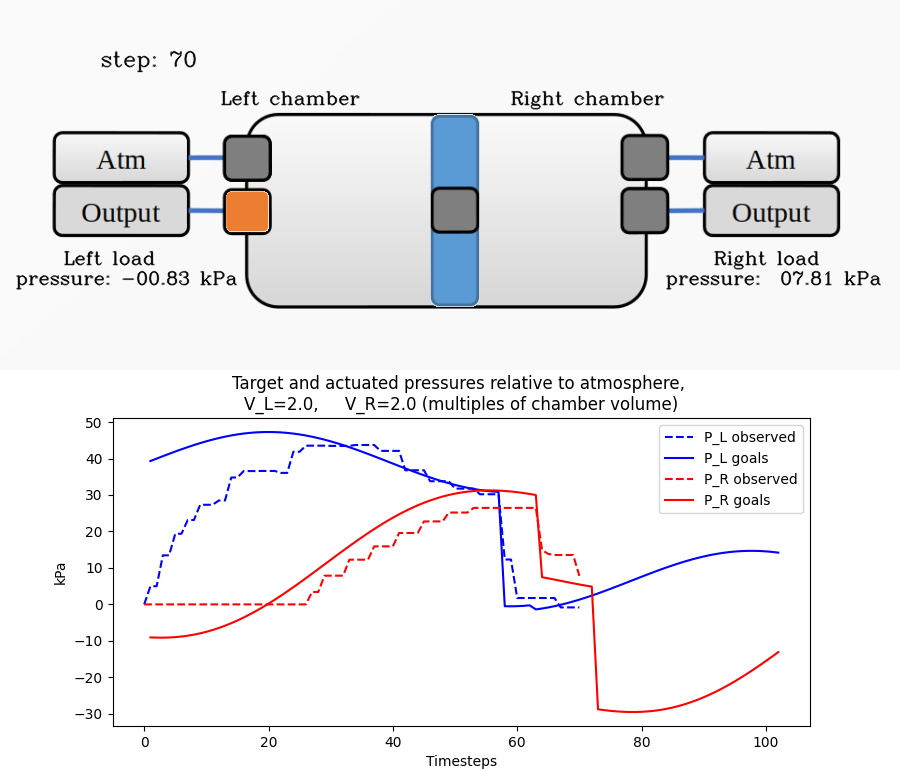 step: 70
Left chamber
Right chamber
Atm
Atm
Output
Output
Left load
pressure: -00.83 kPa
Right load
pressure: 07.81 kPa
Target and actuated pressures relative to atmosphere,
V_L=2.0, V_R=2.0 (multiples of chamber volume)
50
40
30
20
10
0
−10
−20
−30
kPa
P_L observed
P_L goals
P_R observed
P_R goals
0
20
40
60
80
100
Timesteps